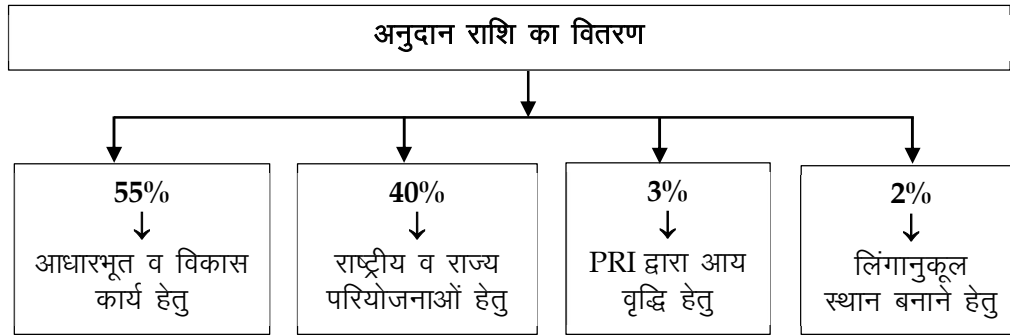 अनुदान राशि का वितरण
55%
↓
आधारभूत व विकास
कार्य हेतु
40%
↓
राष्ट्रीय व राज्य
परियोजनाओं हेतु
3%
↓
PRI द्वारा आय
वृद्धि हेतु
2%
↓
लिंगानुकूल
स्थान बनाने हेतु